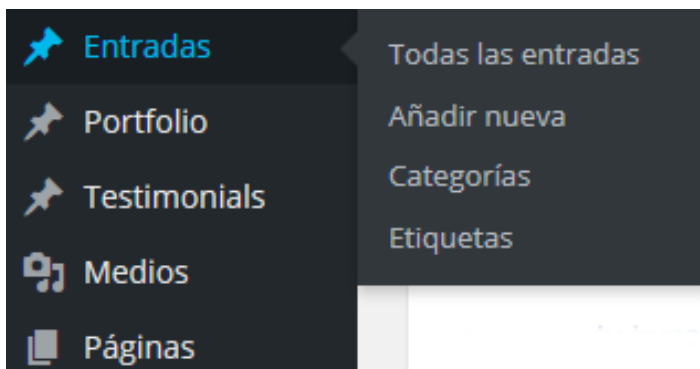 Entradas
Portfolio
Testimonials
Medios
Páginas
Todas las entradas
Añadir nueva
Categorías
Etiquetas